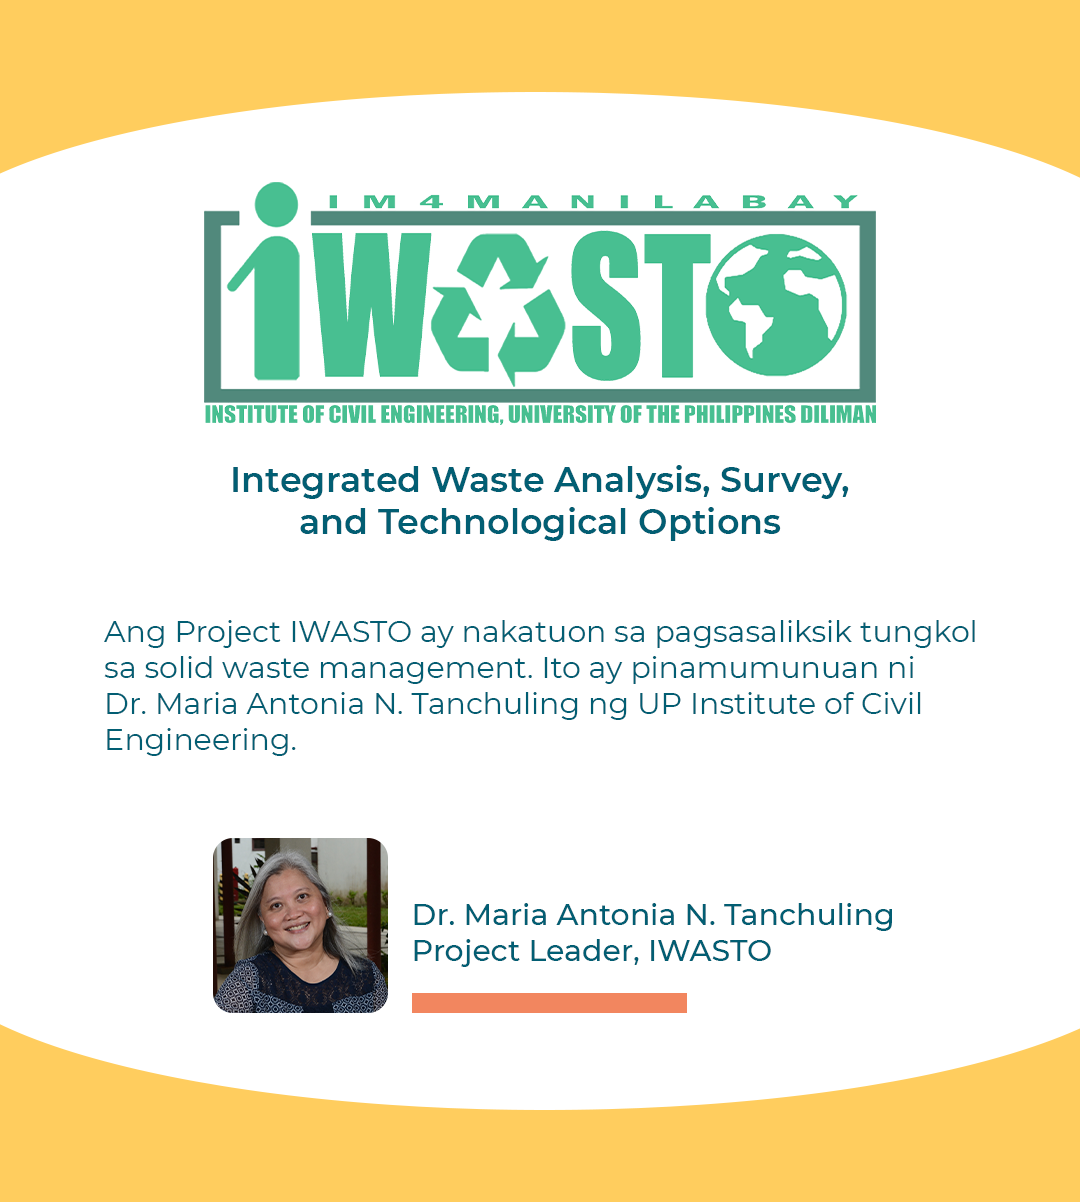 IM4MANILABAY
iWASTO
INSTITUTE OF CIVIL ENGINEERING, UNIVERSITY OF THE PHILIPPINES DILIMAN
Integrated Waste Analysis, Survey,
and Technological Options
Ang Project IWASTO ay nakatuon sa pagsasaliksik tungkol
sa solid waste management. Ito ay pinamumunuan ni
Dr. Maria Antonia N. Tanchuling ng UP Institute of Civil
Engineering.
Dr. Maria Antonia N. Tanchuling
Project Leader, IWASTO